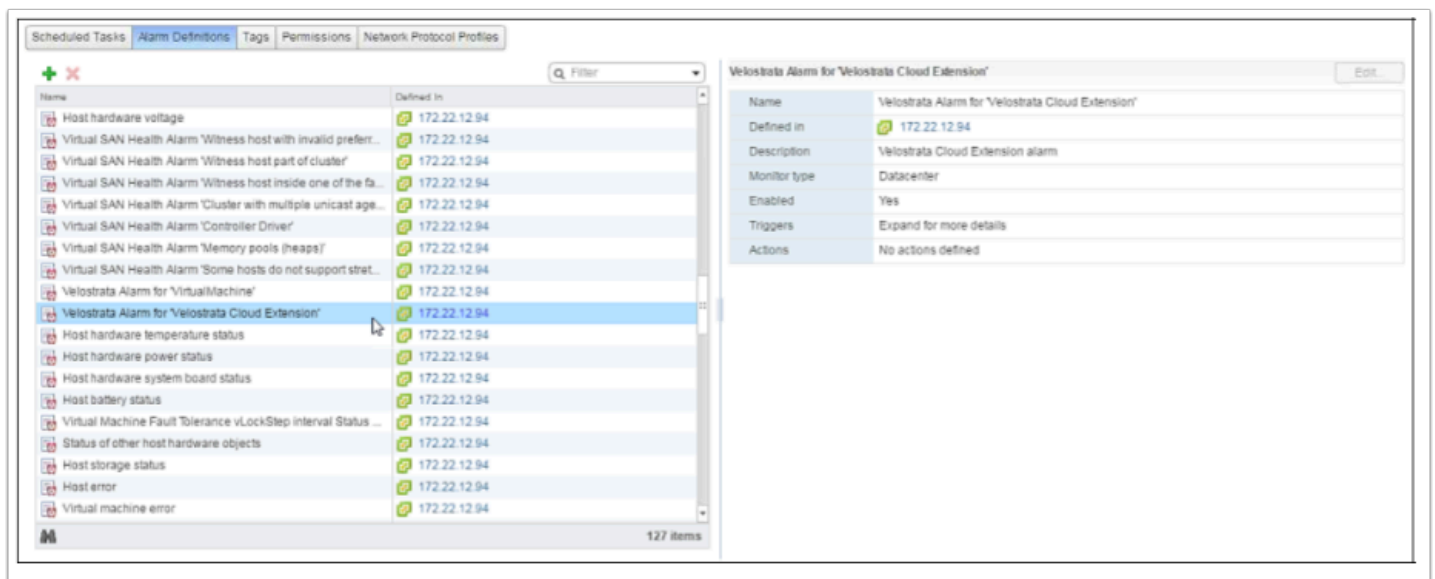 Scheduled Tasks Alarm Definitions Tags Permissions Network Protocol Profiles
Filter
Name Defined In
Host hardware voltage 172.22.12.94
Virtual SAN Health Alarm 'Witness host with invalid preferr... 172.22.12.94
Virtual SAN Health Alarm 'Witness host part of cluster' 172.22.12.94
Virtual SAN Health Alarm 'Witness host inside one of the fa... 172.22.12.94
Virtual SAN Health Alarm 'Cluster with multiple unicast age... 172.22.12.94
Virtual SAN Health Alarm 'Controller Driver' 172.22.12.94
Virtual SAN Health Alarm 'Memory pools (heaps)' 172.22.12.94
Virtual SAN Health Alarm 'Some hosts do not support stret... 172.22.12.94
Velostrata Alarm for 'VirtualMachine' 172.22.12.94
Velostrata Alarm for 'Velostrata Cloud Extension' 172.22.12.94
Host hardware temperature status 172.22.12.94
Host hardware power status 172.22.12.94
Host hardware system board status 172.22.12.94
Host battery status 172.22.12.94
Virtual Machine Fault Tolerance vLockStep interval Status ... 172.22.12.94
Status of other host hardware objects 172.22.12.94
Host storage status 172.22.12.94
Host error 172.22.12.94
Virtual machine error 172.22.12.94
127 items
Velostrata Alarm for 'Velostrata Cloud Extension' Edit...
Name Velostrata Alarm for 'Velostrata Cloud Extension'
Defined in 172.22.12.94
Description Velostrata Cloud Extension alarm
Monitor type Datacenter
Enabled Yes
Triggers Expand for more details
Actions No actions defined